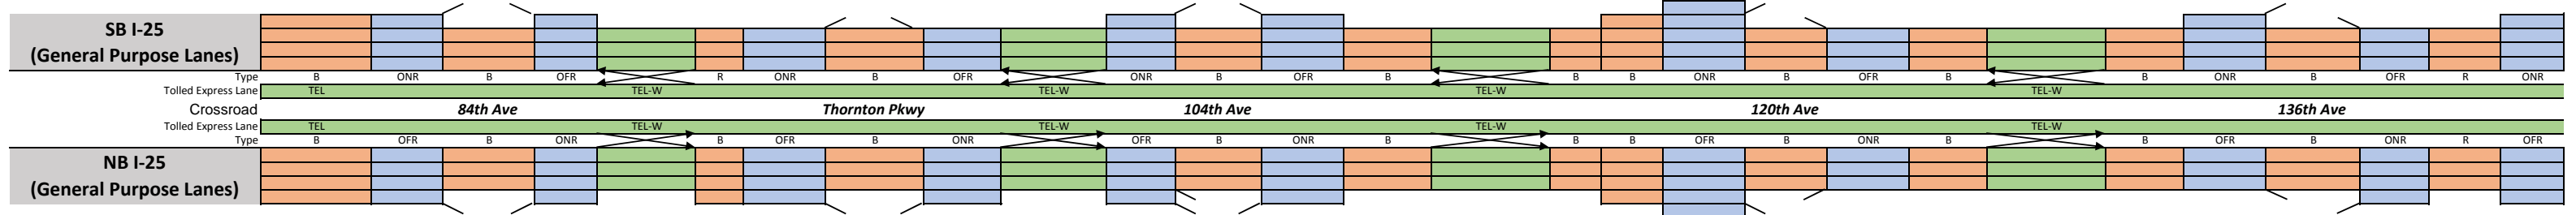 SB I-25
(General Purpose Lanes)
Type B ONR B OFR R ONR B OFR ONR B OFR B B B ONR B OFR B B ONR B OFR R ONR
Tolled Express Lane TEL TEL-W TEL-W TEL-W TEL-W
Crossroad 84th Ave Thornton Pkwy 104th Ave 120th Ave 136th Ave
Tolled Express Lane TEL TEL-W TEL-W TEL-W TEL-W
Type B OFR B ONR B OFR B ONR OFR B ONR B B B OFR B ONR B B OFR B ONR R OFR
NB I-25
(General Purpose Lanes)